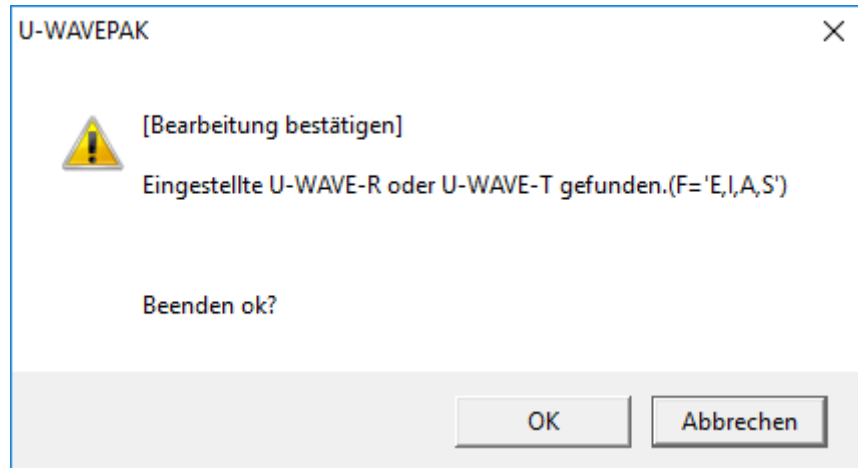 U-WAVEPAK
[Bearbeitung bestätigen]
Eingestellte U-WAVE-R oder U-WAVE-T gefunden.(F='E,I,A,S')
Beenden ok?
OK
Abbrechen